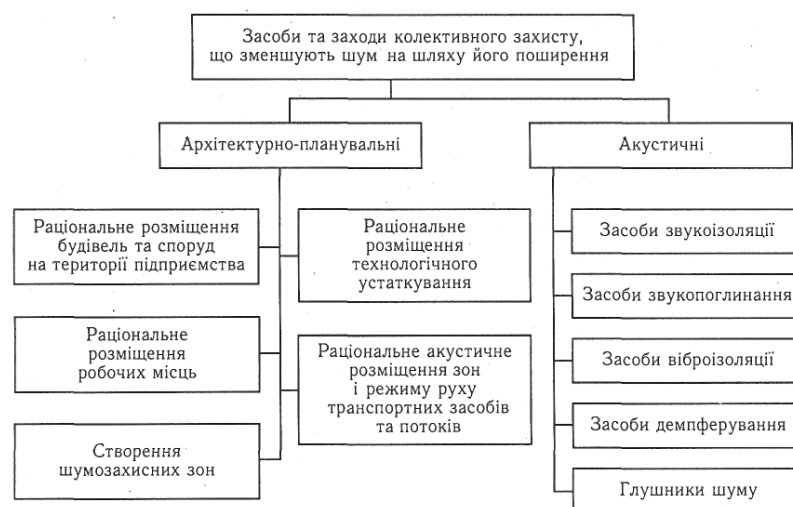 Засоби та заходи колективного захисту,
що зменшують шум на шляху його поширення
Архітектурно-планувальні
Акустичні
Раціональне розміщення
будівель та споруд
на території підприємства
Раціональне
розміщення
технологічного
устаткування
Раціональне
розміщення
робочих місць
Раціональне акустичне
розміщення зон
і режиму руху
транспортних засобів
та потоків
Створення
шумозахисних зон
Засоби звукоізоляції
Засоби звукопоглинання
Засоби віброізоляції
Засоби демпферування
Глушники шуму